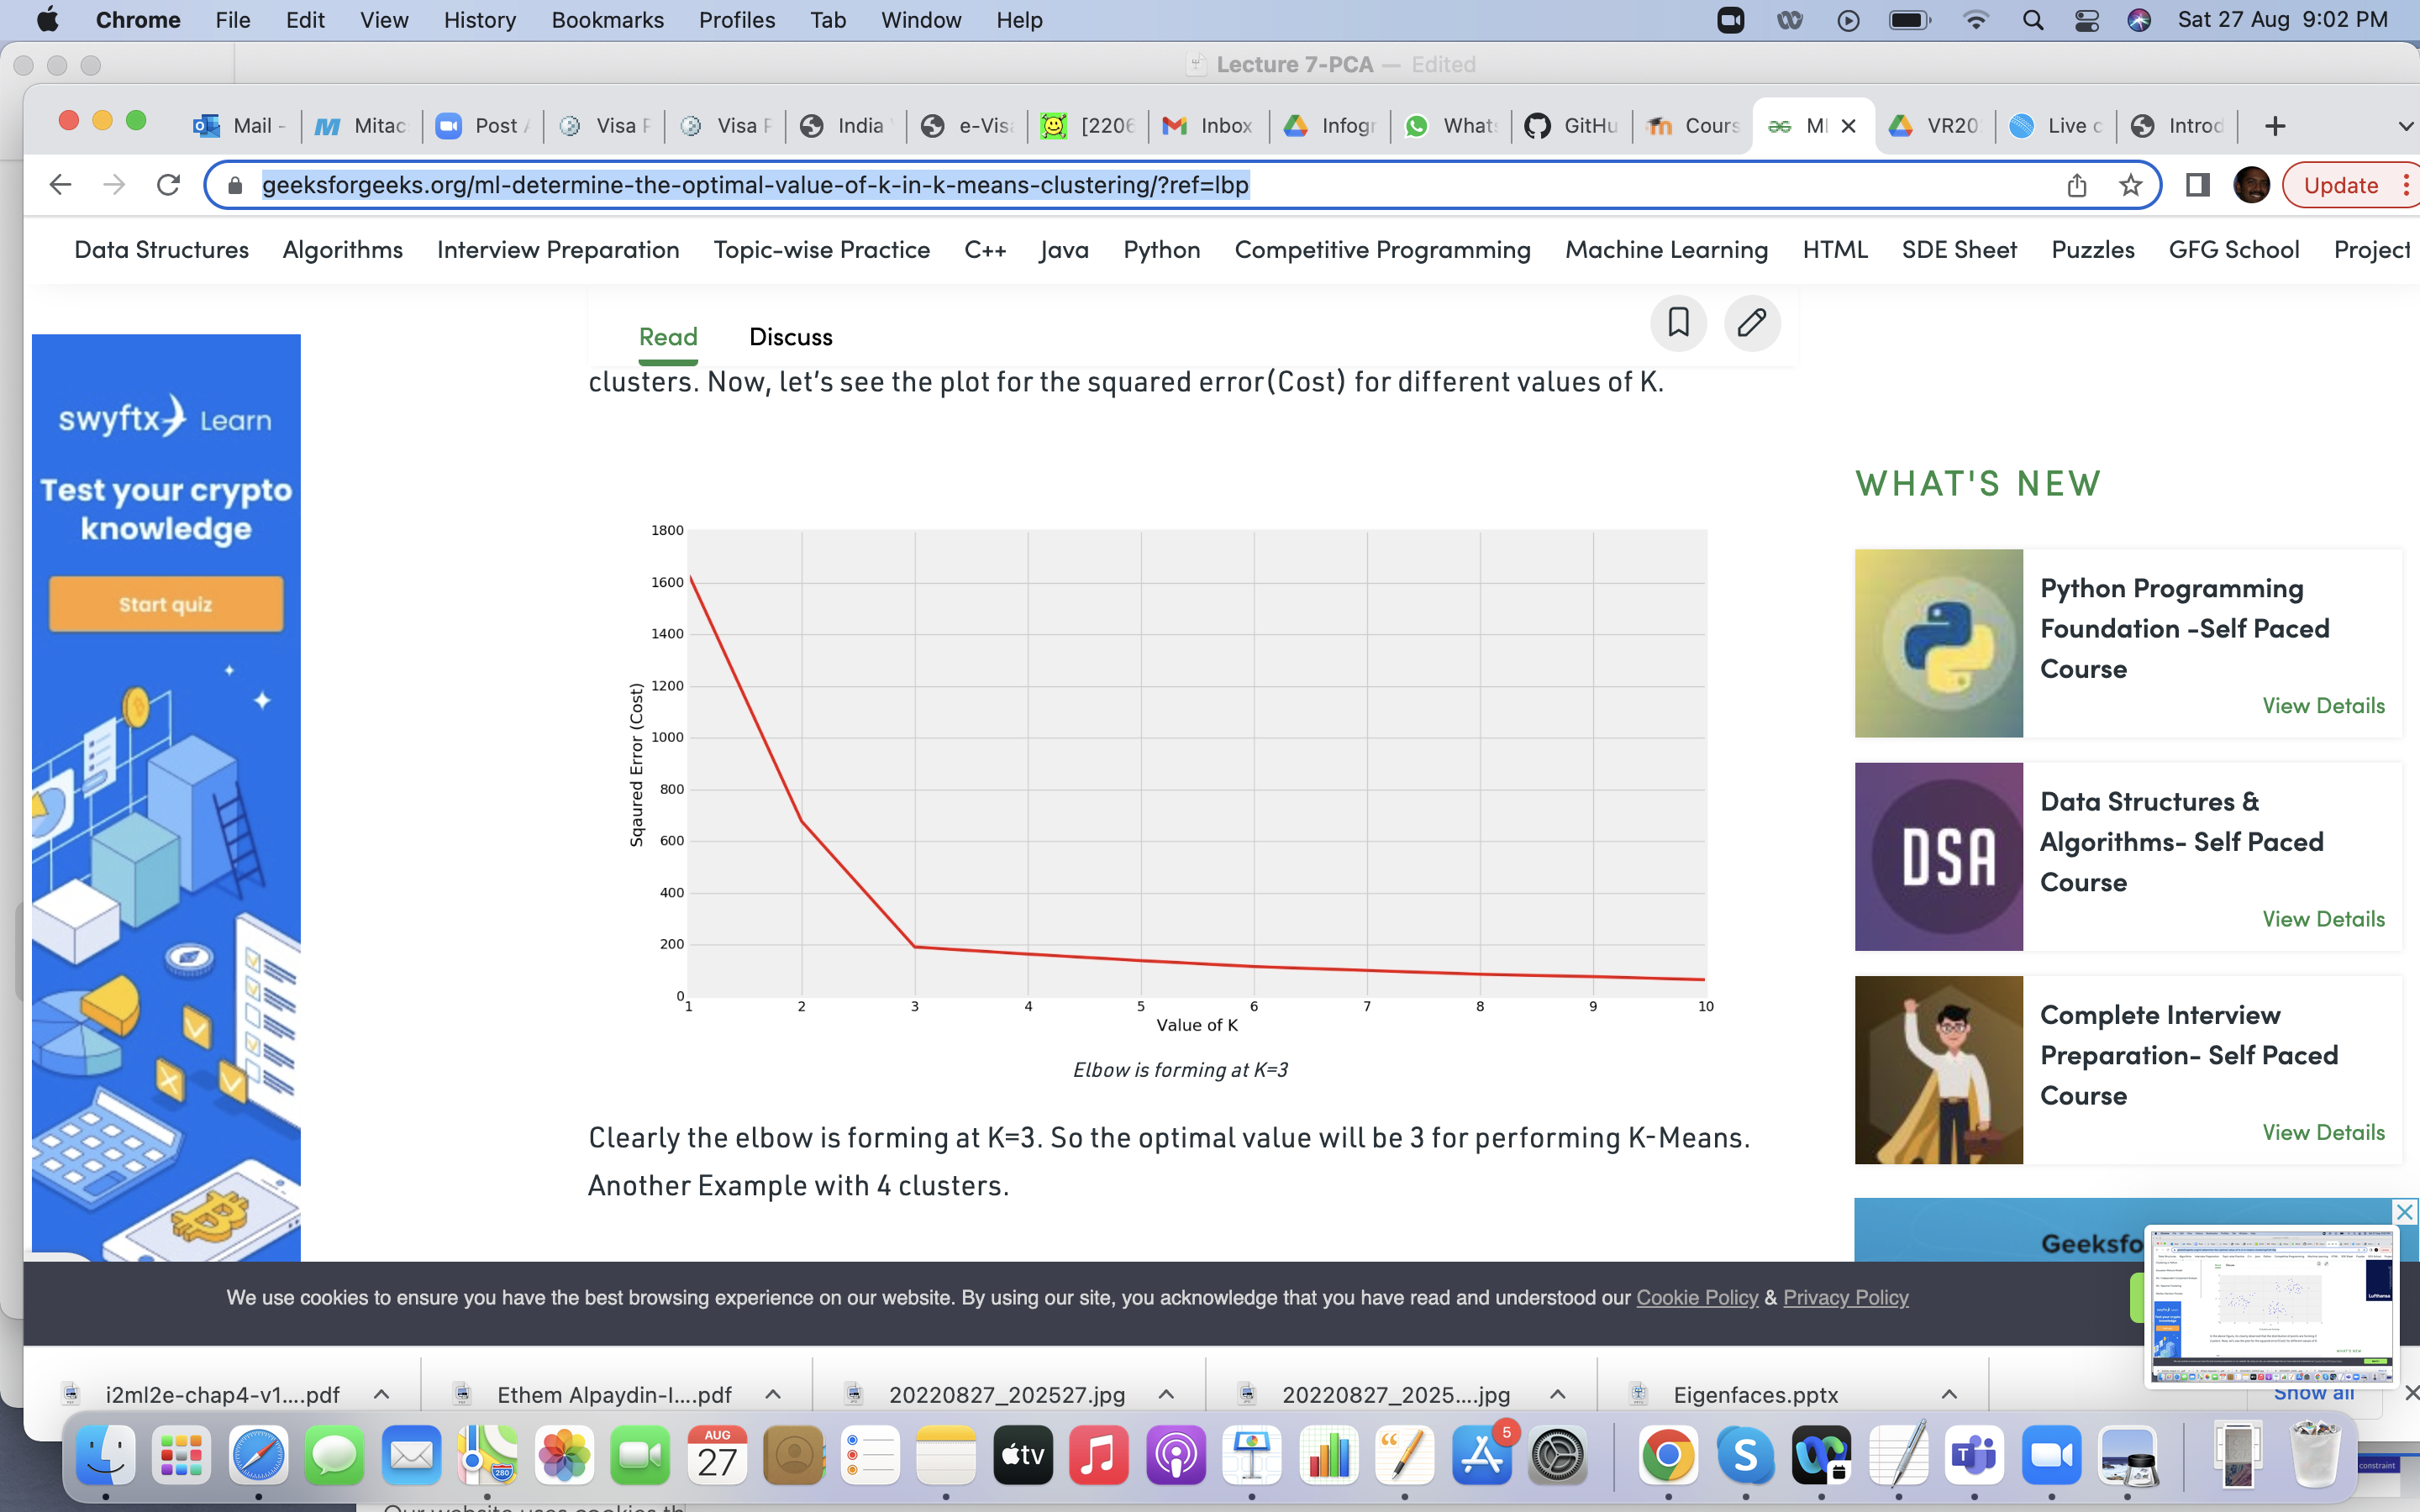 Chrome File Edit View History Bookmarks Profiles Tab Window Help Sat 27 Aug 9:02 PM
Lecture 7-PCA — Edited
Mail - Mitac Post Visa Visa India e-Vis [2206 Inbox Infogr What GitHu Cours Ml VR20 Live Introd
geeksforgeeks.org/ml-determine-the-optimal-value-of-k-in-k-means-clustering/?ref=lbp Update
Data Structures Algorithms Interview Preparation Topic-wise Practice C++ Java Python Competitive Programming Machine Learning HTML SDE Sheet Puzzles GFG School Project
Read Discuss
clusters. Now, let's see the plot for the squared error(Cost) for different values of K.
swyftx Learn
Test your crypto
knowledge
Start quiz
1800
1600
1400
1200
1000
800
600
400
200
0
Sqaured Error (Cost)
1 2 3 4 5 6 7 8 9 10
Value of K
Elbow is forming at K=3
Clearly the elbow is forming at K=3. So the optimal value will be 3 for performing K-Means.
Another Example with 4 clusters.
WHAT'S NEW
Python Programming
Foundation -Self Paced
Course
View Details
DSA
Data Structures &
Algorithms- Self Paced
Course
View Details
Complete Interview
Preparation- Self Paced
Course
View Details
Geeksfo
We use cookies to ensure you have the best browsing experience on our website. By using our site, you acknowledge that you have read and understood our Cookie Policy & Privacy Policy
i2ml2e-chap4-v1....pdf Ethem Alpaydin-I....pdf 20220827_202527.jpg 20220827_2025....jpg Eigenfaces.pptx Show all
AUG
27
280
tv
5
constraint
Our website uses cookies th